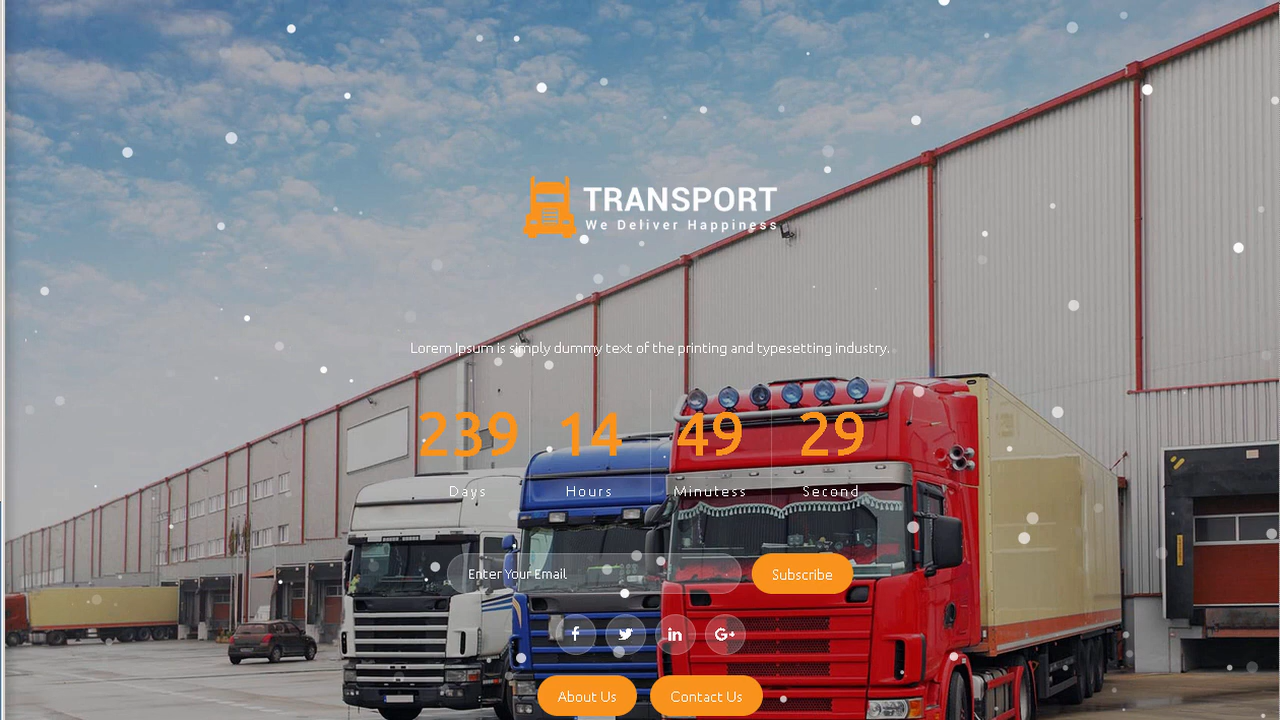 TRANSPORT
We Deliver Happiness
Lorem Ipsum is simply dummy text of the printing and typesetting industry.
239 14 49 29
Days Hours Minutess Second
Enter Your Email Subscribe
f in G+
About Us Contact Us